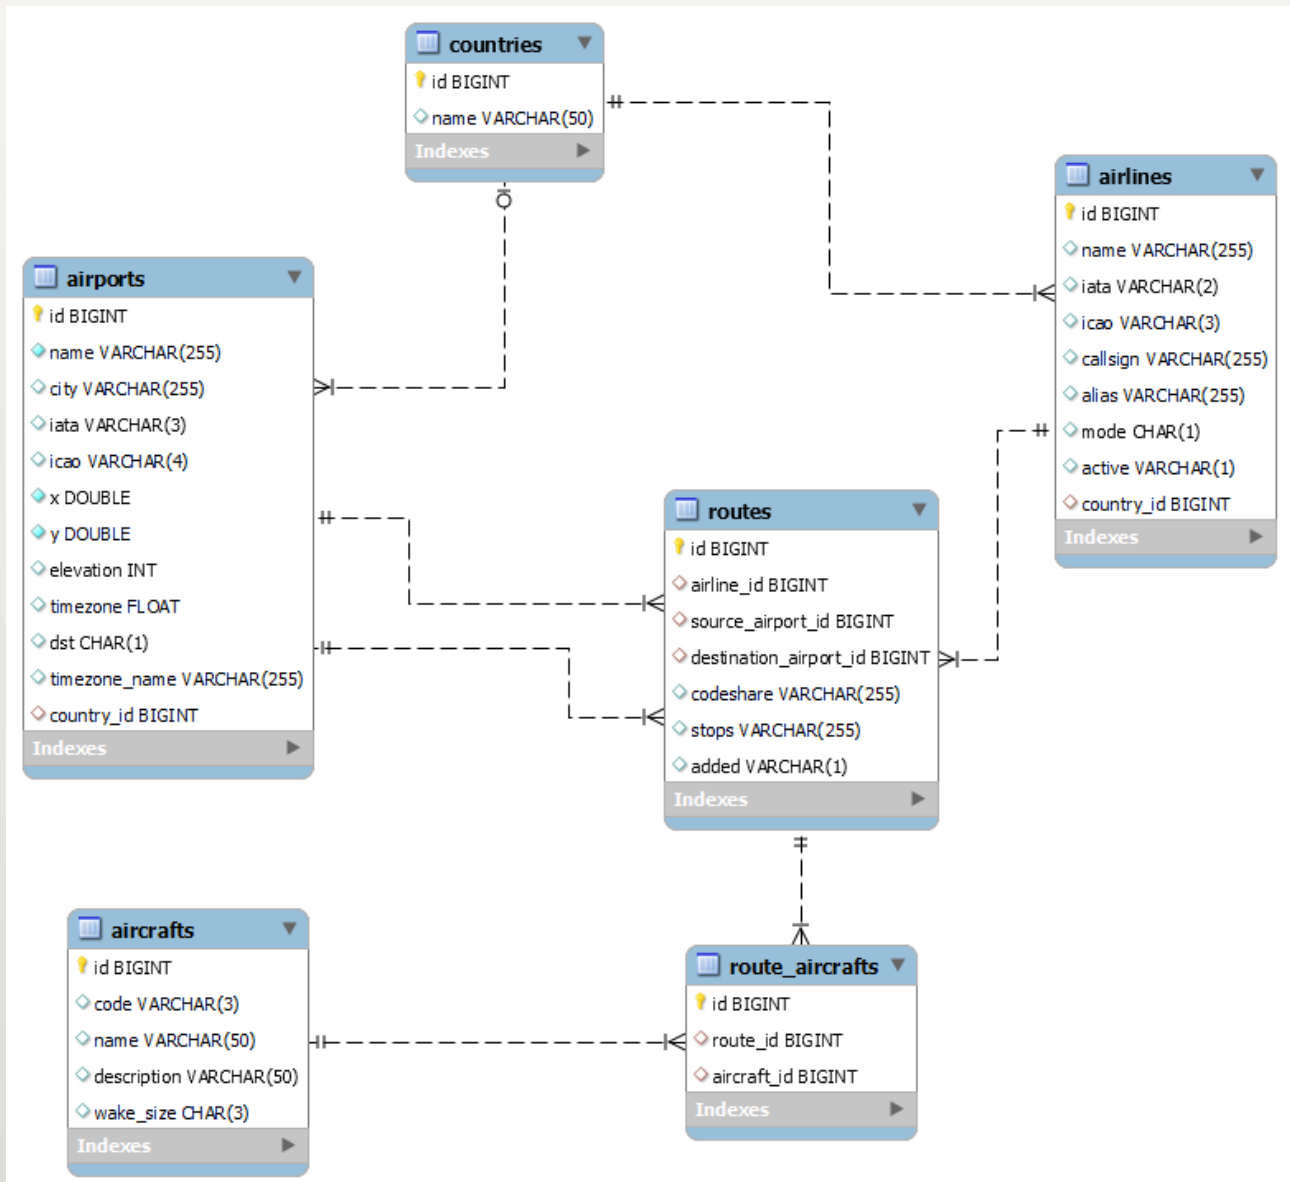 countries
id BIGINT
name VARCHAR(50)
Indexes
airlines
id BIGINT
name VARCHAR(255)
iata VARCHAR(2)
icao VARCHAR(3)
callsign VARCHAR(255)
alias VARCHAR(255)
mode CHAR(1)
active VARCHAR(1)
country_id BIGINT
Indexes
airports
id BIGINT
name VARCHAR(255)
city VARCHAR(255)
iata VARCHAR(3)
icao VARCHAR(4)
x DOUBLE
y DOUBLE
elevation INT
timezone FLOAT
dst CHAR(1)
timezone_name VARCHAR(255)
country_id BIGINT
Indexes
routes
id BIGINT
airline_id BIGINT
source_airport_id BIGINT
destination_airport_id BIGINT
codeshare VARCHAR(255)
stops VARCHAR(255)
added VARCHAR(1)
Indexes
aircrafts
id BIGINT
code VARCHAR(3)
name VARCHAR(50)
description VARCHAR(50)
wake_size CHAR(3)
Indexes
route_aircrafts
id BIGINT
route_id BIGINT
aircraft_id BIGINT
Indexes